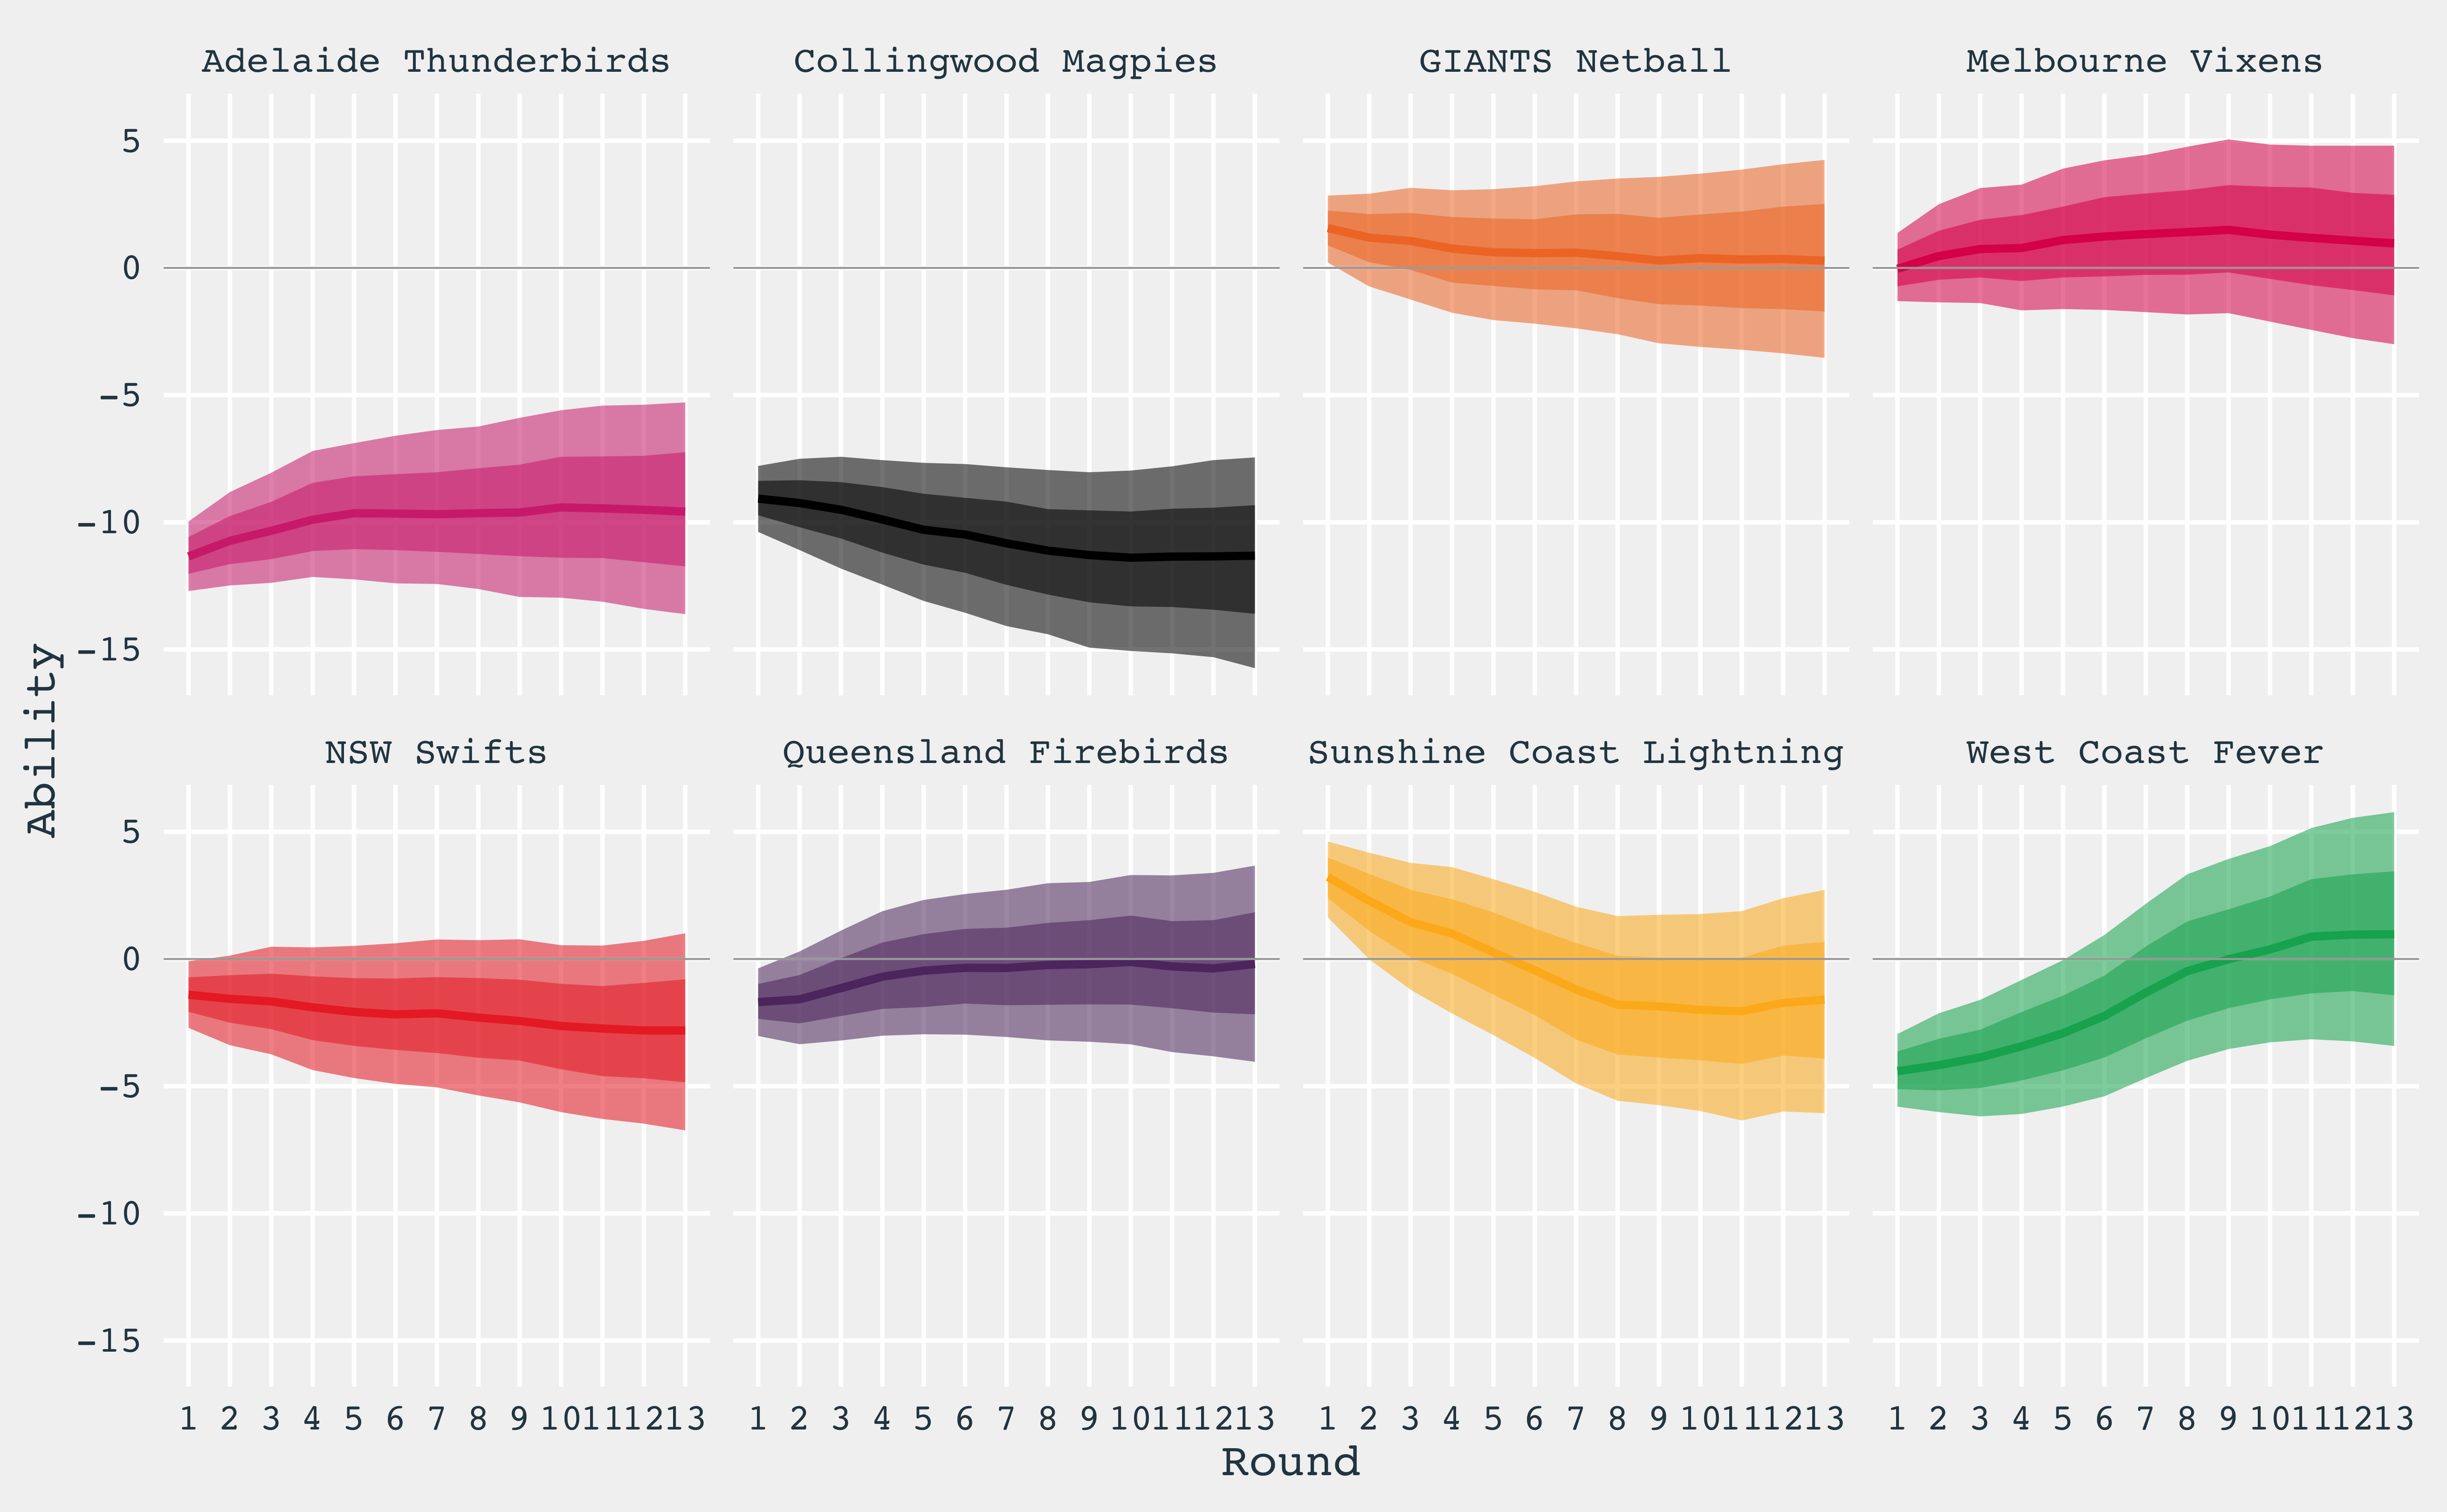 Adelaide Thunderbirds Collingwood Magpies GIANTS Netball Melbourne Vixens
5
0
-5
-10
-15
Ability
NSW Swifts Queensland Firebirds Sunshine Coast Lightning West Coast Fever
5
0
-5
-10
-15
1 2 3 4 5 6 7 8 9 10 11 12 13 1 2 3 4 5 6 7 8 9 10 11 12 13 1 2 3 4 5 6 7 8 9 10 11 12 13 1 2 3 4 5 6 7 8 9 10 11 12 13
Round